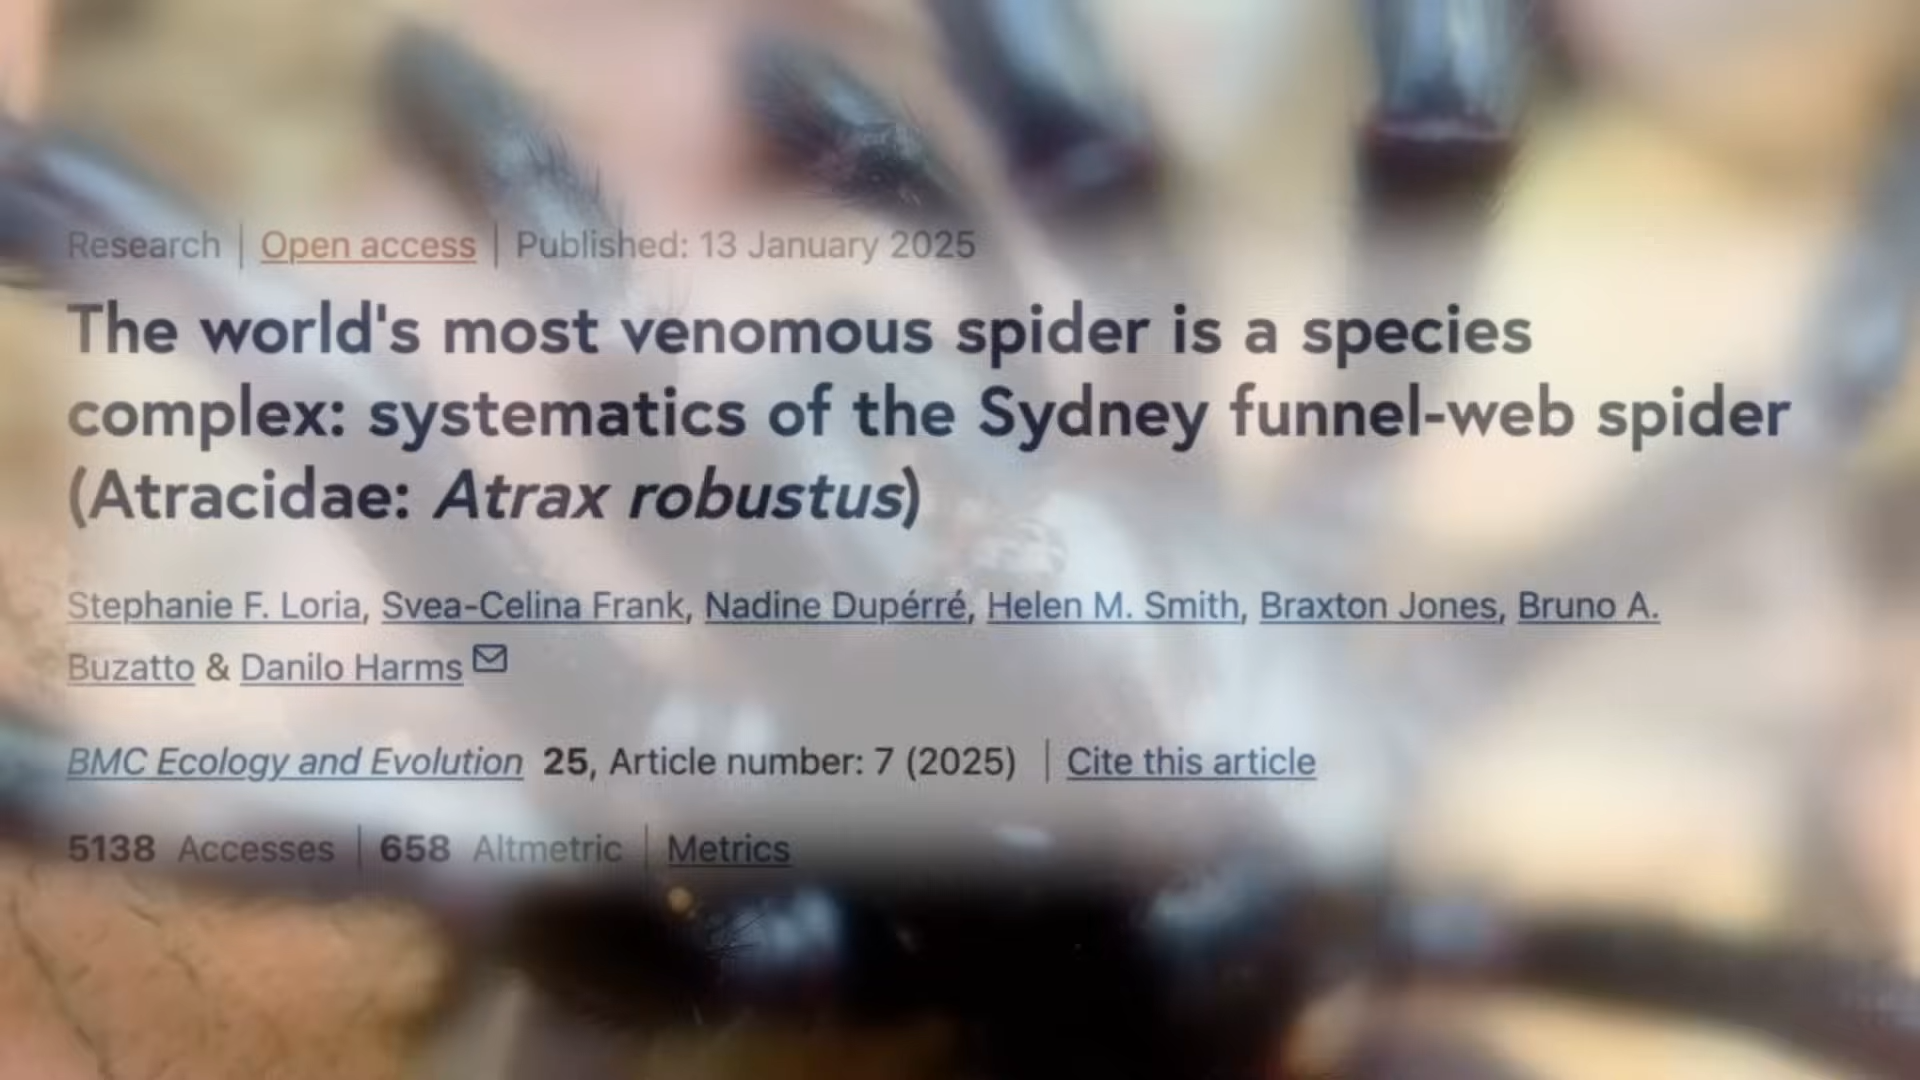 Research | Open access | Published: 13 January 2025
The world's most venomous spider is a species
complex: systematics of the Sydney funnel-web spider
(Atracidae: Atrax robustus)
Stephanie F. Loria, Svea-Celina Frank, Nadine Dupérré, Helen M. Smith, Braxton Jones, Bruno A.
Buzatto & Danilo Harms
BMC Ecology and Evolution 25, Article number: 7 (2025) | Cite this article
5138 Accesses | 658 Altmetric | Metrics